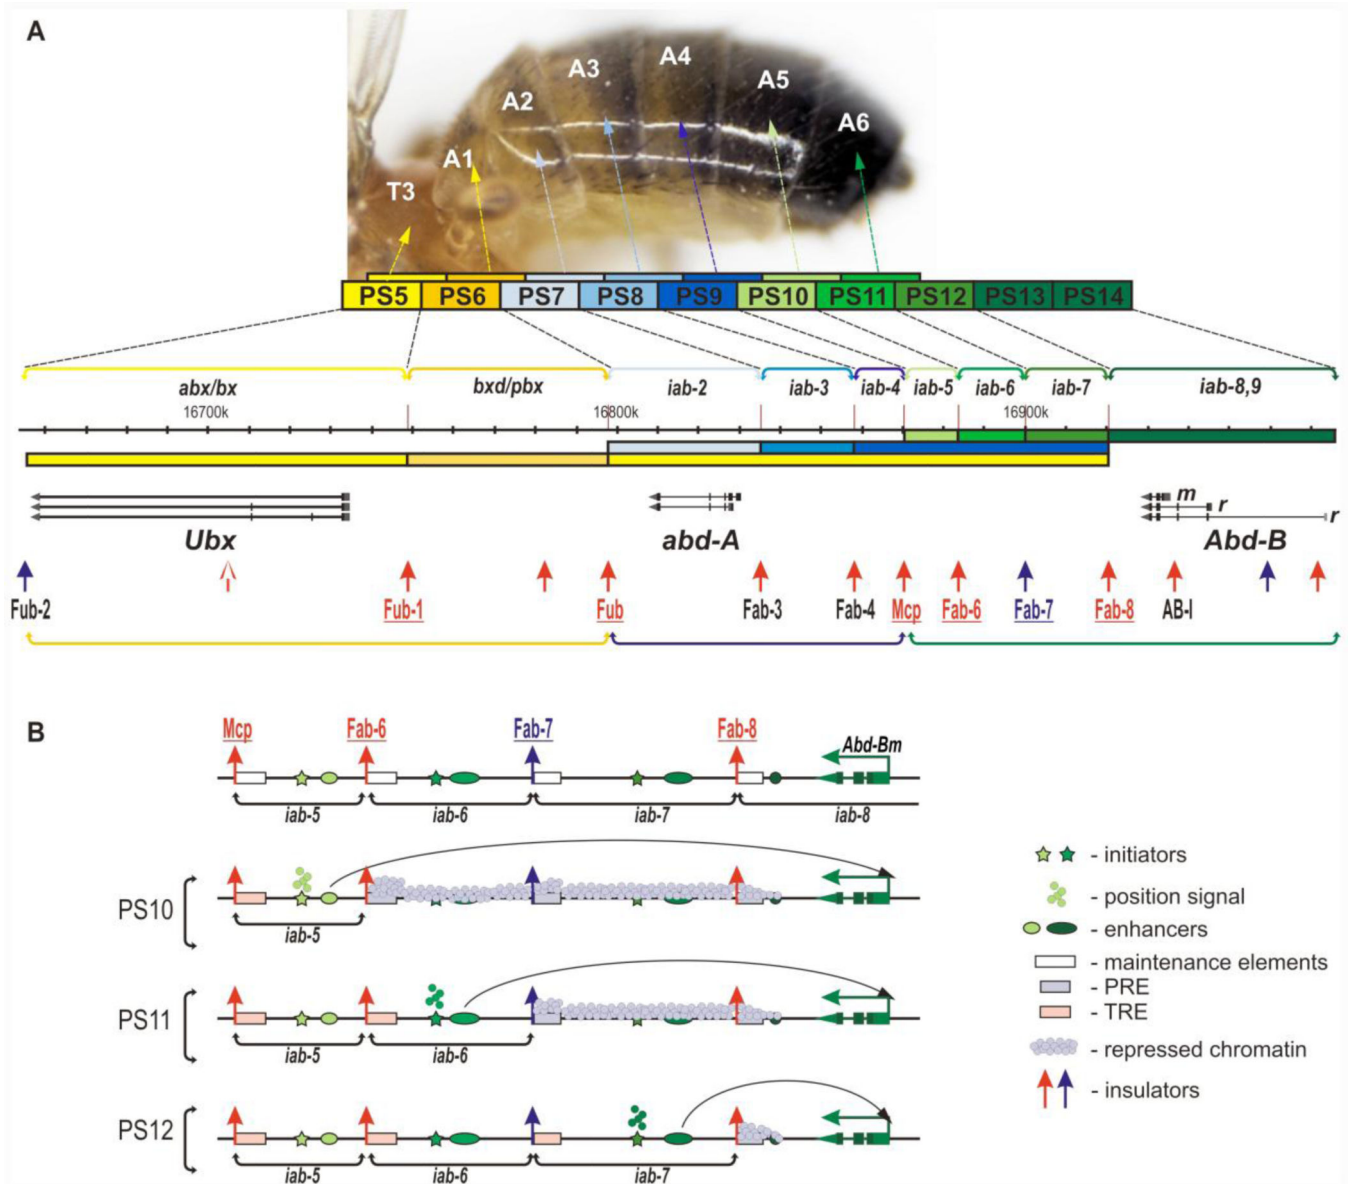 A
A1
A2
A3
A4
A5
A6
T3
PS5 PS6 PS7 PS8 PS9 PS10 PS11 PS12 PS13 PS14
abx/bx bxd/pbx iab-2 iab-3 iab-4 iab-5 iab-6 iab-7 iab-8,9
16700k 16800k 16900k
m
r
r
Ubx abd-A Abd-B
Fub-2 Fub-1 Fub Fab-3 Fab-4 Mcp Fab-6 Fab-7 Fab-8 AB-I
B
Mcp Fab-6 Fab-7 Fab-8 Abd-Bm
iab-5 iab-6 iab-7 iab-8
PS10
iab-5
PS11
iab-5 iab-6
PS12
iab-5 iab-6 iab-7
- initiators
- position signal
- enhancers
- maintenance elements
- PRE
- TRE
- repressed chromatin
- insulators